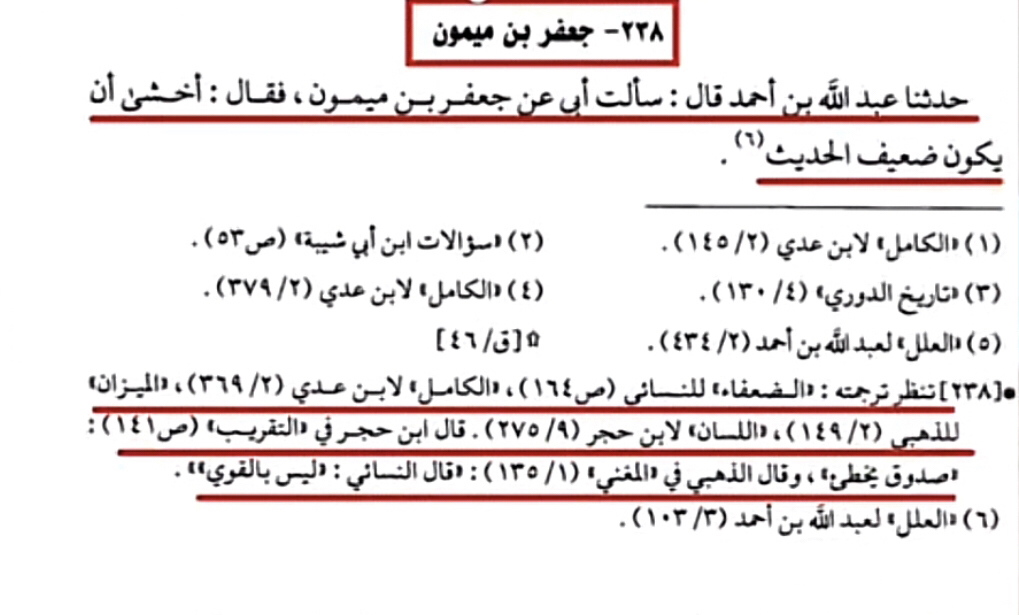 ٢٣٨- جعفر بن ميمون
حدثنا عبد اللَّه بن أحمد قال : سألت أبي عن جعفر بن ميمون ، فقال : أخشى أن
يكون ضعيف الحديث(٦) .
(١) «الكامل» لابن عدي (٢/ ١٤٥). (٢) «سؤالات ابن أبي شيبة» (ص٥٣).
(٣) «تاريخ الدوري» (٤/ ١٣٠). (٤) «الكامل» لابن عدي (٢/ ٣٧٩).
(٥) «العلل» لعبد اللَّه بن أحمد (٢/ ٤٣٤). ۩[ق/ ٤٦]
•[٢٣٨] تنظر ترجمته : «الضعفاء» للنسائي (ص١٦٤)، «الكامل» لابن عدي (٢/ ٣٦٩)، «الميزان»
للذهبي (٢/ ١٤٩)، «اللسان» لابن حجر (٩/ ٢٧٥). قال ابن حجر في «التقريب» (ص١٤١) :
«صدوق يخطئ» ، وقال الذهبي في «المغني» (١/ ١٣٥) : «قال النسائي : «ليس بالقوي»» .
(٦) «العلل» لعبد اللَّه بن أحمد (٣/ ١٠٣).